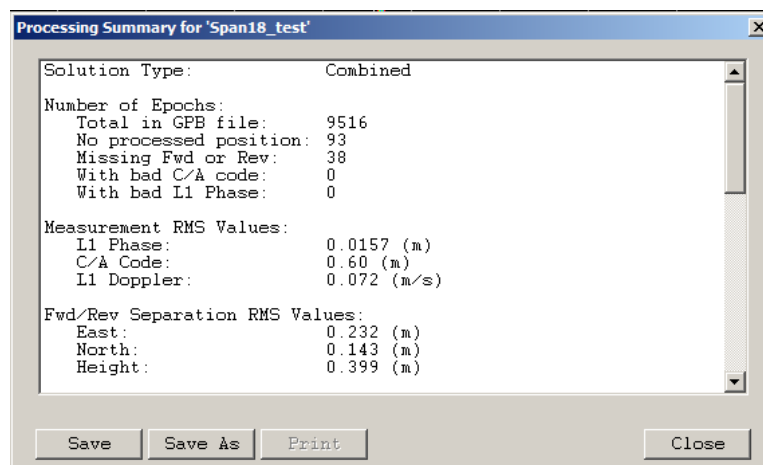 Processing Summary for 'Span18_test'
Solution Type: Combined
Number of Epochs:
Total in GPB file: 9516
No processed position: 93
Missing Fwd or Rev: 38
With bad C/A code: 0
With bad L1 Phase: 0
Measurement RMS Values:
L1 Phase: 0.0157 (m)
C/A Code: 0.60 (m)
L1 Doppler: 0.072 (m/s)
Fwd/Rev Separation RMS Values:
East: 0.232 (m)
North: 0.143 (m)
Height: 0.399 (m)
Save Save As Print Close